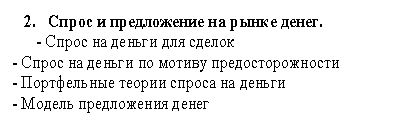 2. Спрос и предложение на рынке денег.
- Спрос на деньги для сделок
- Спрос на деньги по мотиву предосторожности
- Портфельные теории спроса на деньги
- Модель предложения денег